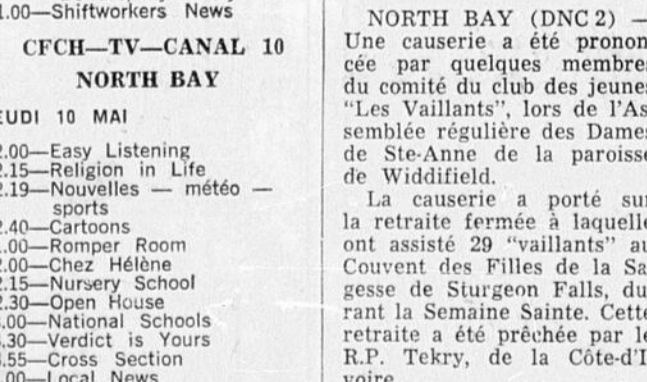 1.00—Shiftworkers News
CFCH—TV—CANAL 10
NORTH BAY
EUDI 10 MAI
2.00—Easy Listening
2.15—Religion in Life
2.19—Nouvelles — météo —
sports
2.40—Cartoons
.00—Romper Room
2.00—Chez Hélène
2.15—Nursery School
2.30—Open House
.00—National Schools
.30—Verdict is Yours
.55—Cross Section
.00—Local News
NORTH BAY (DNC 2) —
Une causerie a été pronon
cée par quelques membre
du comité du club des jeune
“Les Vaillants”, lors de l’As
semblée régulière des Dame
de Ste-Anne de la paroisse
de Widdifield.
La causerie a porté sur
la retraite fermée à laquelle
ont assisté 29 “vaillants” au
Couvent des Filles de la Sa
gesse de Sturgeon Falls, du
rant la Semaine Sainte. Cette
retraite a été prêchée par le
R.P. Tekry, de la Côte-d’I
voire.